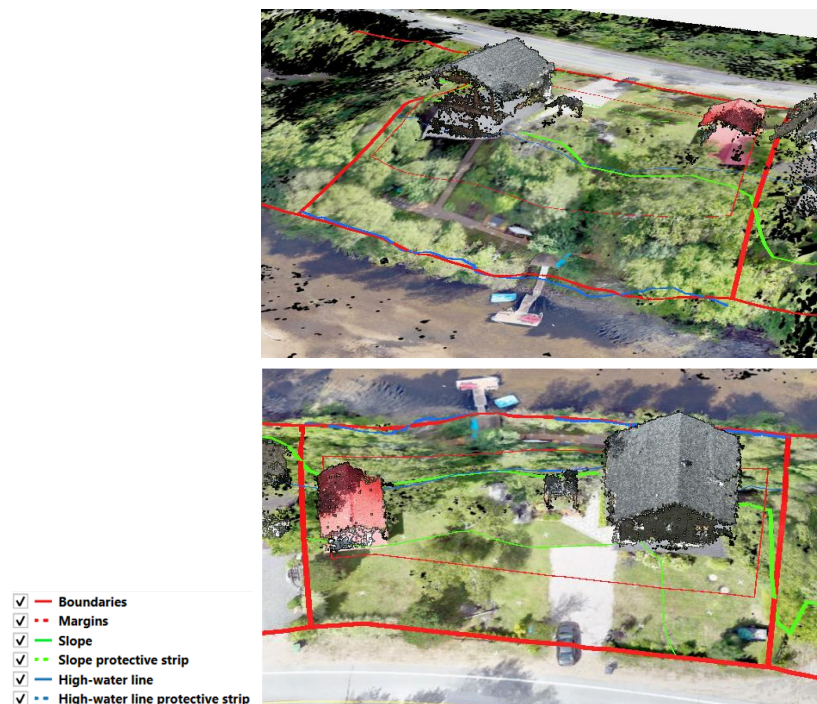 Boundaries
Margins
Slope
Slope protective strip
High-water line
High-water line protective strip